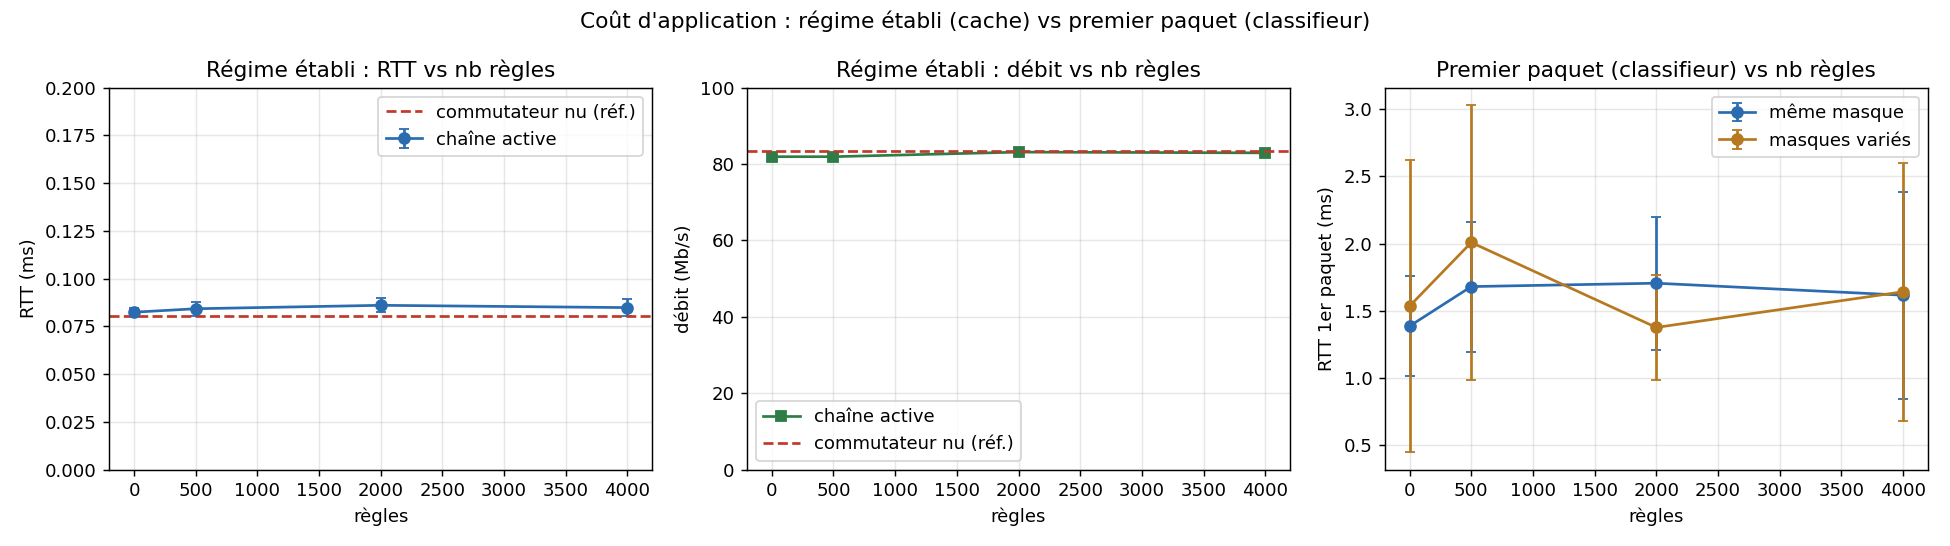 Coût d'application : régime établi (cache) vs premier paquet (classifieur)
Régime établi : RTT vs nb règles
RTT (ms)
0.200
0.175
0.150
0.125
0.100
0.075
0.050
0.025
0.000
commutateur nu (réf.)
chaîne active
0 500 1000 1500 2000 2500 3000 3500 4000
règles
Régime établi : débit vs nb règles
débit (Mb/s)
100
80
60
40
20
0
chaîne active
commutateur nu (réf.)
0 500 1000 1500 2000 2500 3000 3500 4000
règles
Premier paquet (classifieur) vs nb règles
RTT 1er paquet (ms)
3.0
2.5
2.0
1.5
1.0
0.5
même masque
masques variés
0 500 1000 1500 2000 2500 3000 3500 4000
règles